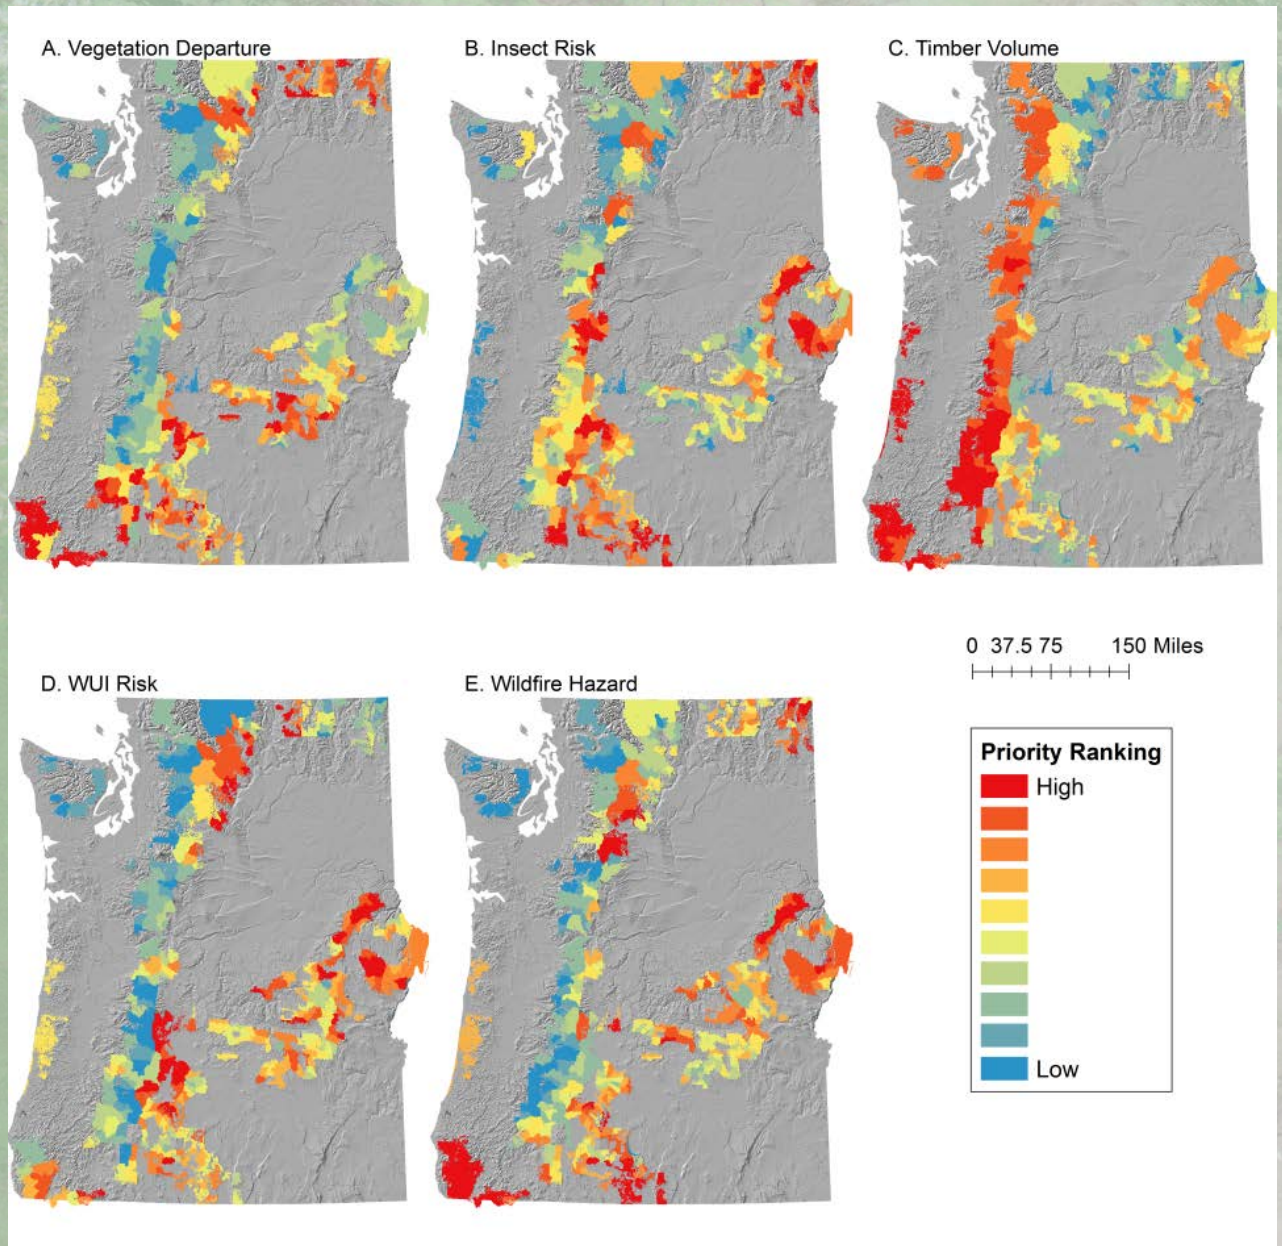 A. Vegetation Departure
B. Insect Risk
C. Timber Volume
0 37.5 75 150 Miles
D. WUI Risk
E. Wildfire Hazard
Priority Ranking
High
Low